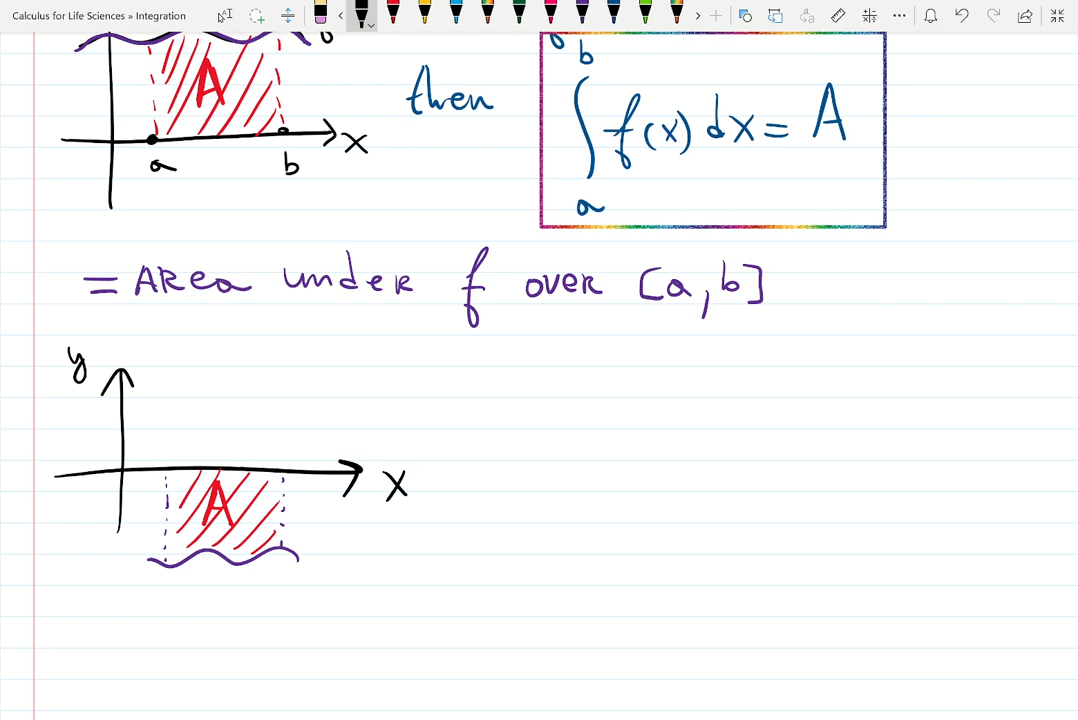 Calculus for Life Sciences » Integration
A
x
a
b
then
b
∫ f(x) dx = A
a
= Area under f over [a, b]
y
x
A